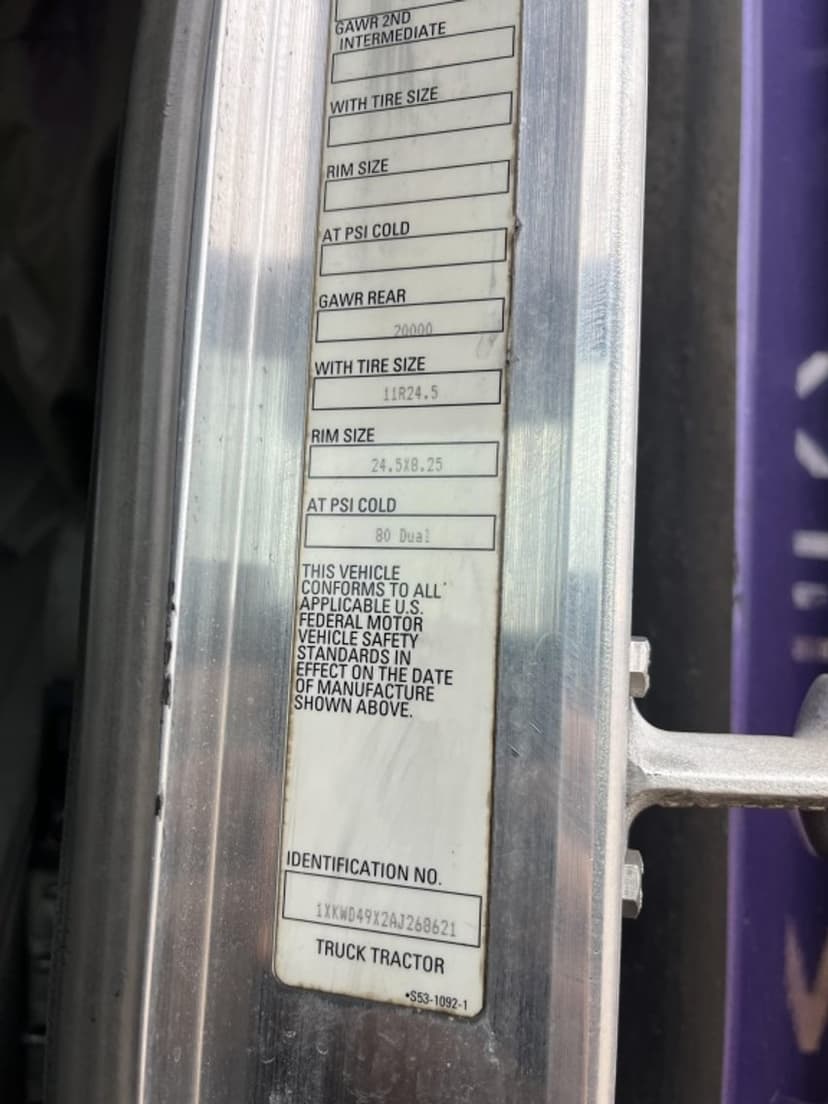 GAWR 2ND
INTERMEDIATE
WITH TIRE SIZE
RIM SIZE
AT PSI COLD
GAWR REAR
20000
WITH TIRE SIZE
11R24.5
RIM SIZE
24.5X8.25
AT PSI COLD
80 Dual
THIS VEHICLE
CONFORMS TO ALL
APPLICABLE U.S.
FEDERAL MOTOR
VEHICLE SAFETY
STANDARDS IN
EFFECT ON THE DATE
OF MANUFACTURE
SHOWN ABOVE.
IDENTIFICATION NO.
1XKWD49X2AJ268621
TRUCK TRACTOR
•S53-1092-1